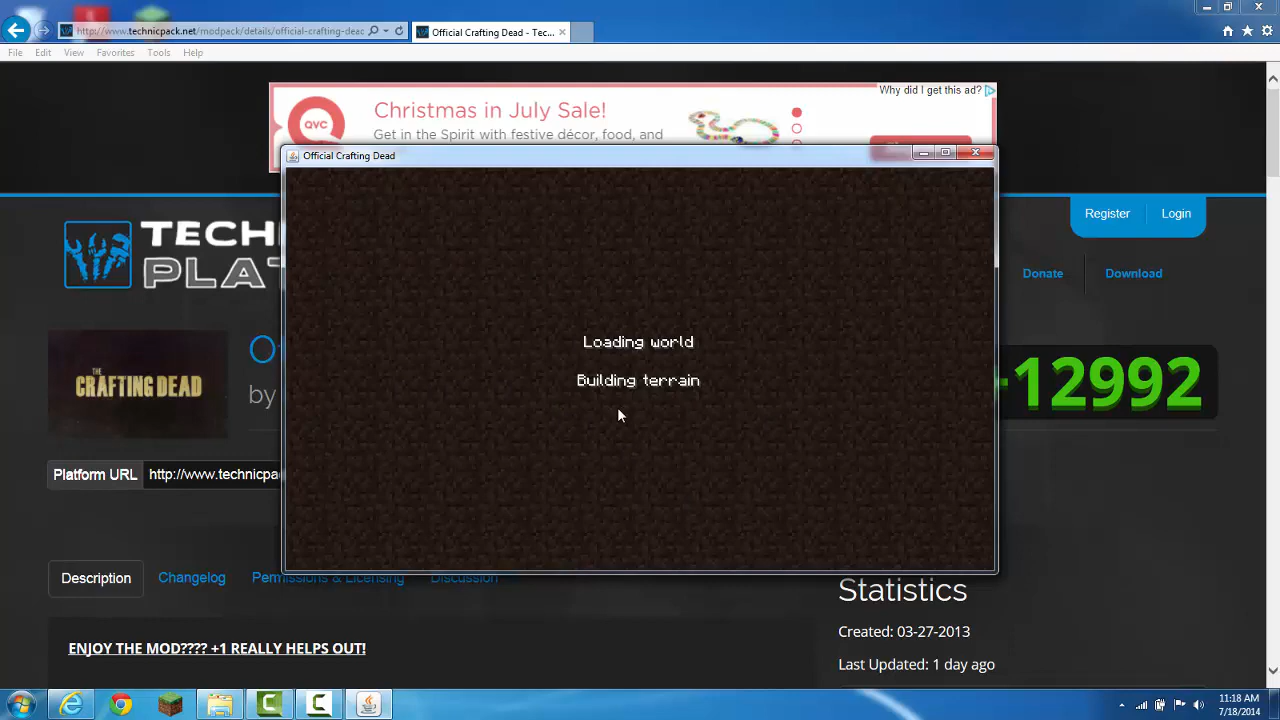 http://www.technicpack.net/modpack/details/official-crafting-deac
Official Crafting Dead - Tec...
File Edit View Favorites Tools Help
Why did I get this ad?
QVC
Christmas in July Sale!
Get in the Spirit with festive décor, food, and
Official Crafting Dead
Register Login
TECH
PLAT
Donate Download
Loading world
Building terrain
THE
CRAFTING DEAD
by
12992
Platform URL http://www.technicpa
Description Changelog Permissions & Licensing Discussion
Statistics
Created: 03-27-2013
Last Updated: 1 day ago
ENJOY THE MOD???? +1 REALLY HELPS OUT!
11:18 AM
7/18/2014